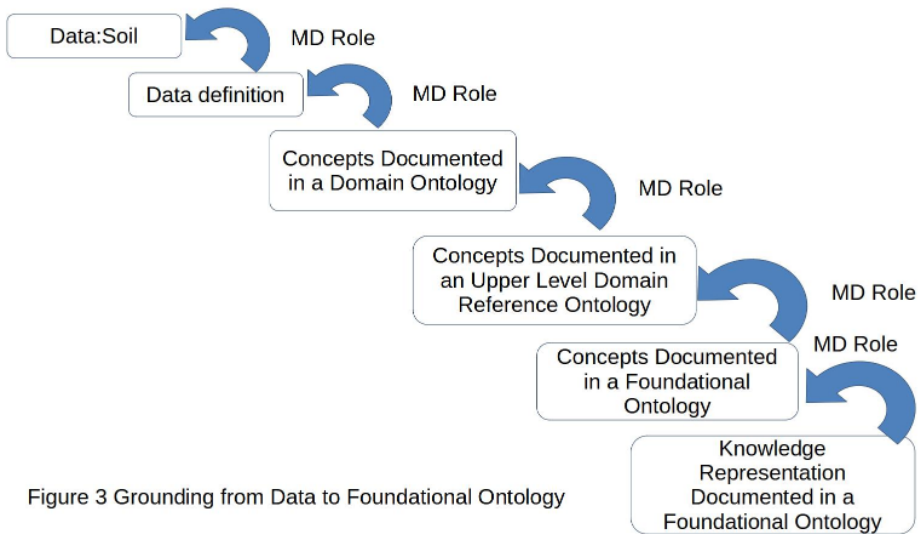 Data:Soil
MD Role
Data definition
MD Role
Concepts Documented
in a Domain Ontology
MD Role
Concepts Documented in
an Upper Level Domain
Reference Ontology
MD Role
MD Role
Concepts Documented
in a Foundational
Ontology
Knowledge
Representation
Documented in a
Foundational Ontology
Figure 3 Grounding from Data to Foundational Ontology